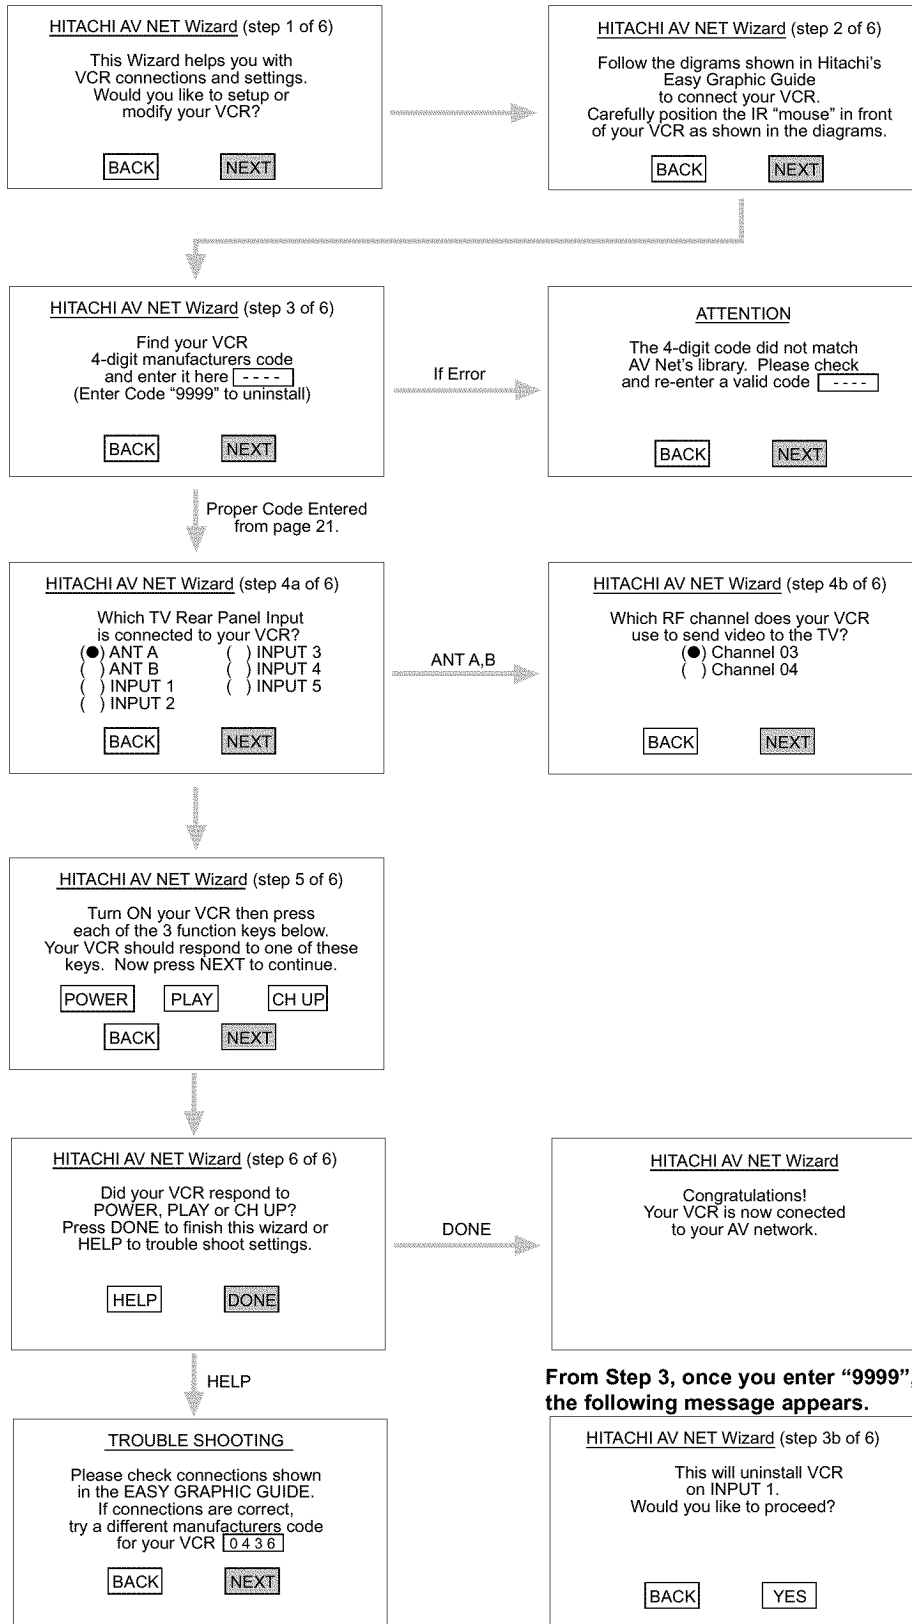 HITACHI AV NET Wizard (step 1 of 6)
This Wizard helps you with
VCR connections and settings.
Would you like to setup or
modify your VCR?
BACK NEXT
HITACHI AV NET Wizard (step 2 of 6)
Follow the digrams shown in Hitachi's
Easy Graphic Guide
to connect your VCR.
Carefully position the IR “mouse” in front
of your VCR as shown in the diagrams.
BACK NEXT
HITACHI AV NET Wizard (step 3 of 6)
Find your VCR
4-digit manufacturers code
and enter it here - - - -
(Enter Code “9999” to uninstall)
BACK NEXT
If Error
ATTENTION
The 4-digit code did not match
AV Net's library. Please check
and re-enter a valid code - - - -
BACK NEXT
Proper Code Entered
from page 21.
HITACHI AV NET Wizard (step 4a of 6)
Which TV Rear Panel Input
is connected to your VCR?
(●) ANT A ( ) INPUT 3
( ) ANT B ( ) INPUT 4
( ) INPUT 1 ( ) INPUT 5
( ) INPUT 2
BACK NEXT
ANT A,B
HITACHI AV NET Wizard (step 4b of 6)
Which RF channel does your VCR
use to send video to the TV?
(●) Channel 03
( ) Channel 04
BACK NEXT
HITACHI AV NET Wizard (step 5 of 6)
Turn ON your VCR then press
each of the 3 function keys below.
Your VCR should respond to one of these
keys. Now press NEXT to continue.
POWER PLAY CH UP
BACK NEXT
HITACHI AV NET Wizard (step 6 of 6)
Did your VCR respond to
POWER, PLAY or CH UP?
Press DONE to finish this wizard or
HELP to trouble shoot settings.
HELP DONE
DONE
HITACHI AV NET Wizard
Congratulations!
Your VCR is now conected
to your AV network.
HELP
TROUBLE SHOOTING
Please check connections shown
in the EASY GRAPHIC GUIDE.
If connections are correct,
try a different manufacturers code
for your VCR 0 4 3 6
BACK NEXT
From Step 3, once you enter “9999”,
the following message appears.
HITACHI AV NET Wizard (step 3b of 6)
This will uninstall VCR
on INPUT 1.
Would you like to proceed?
BACK YES